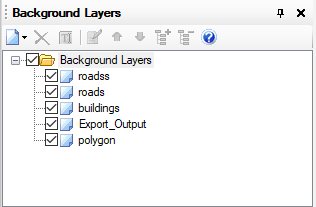 Background Layers
Background Layers
roadss
roads
buildings
Export_Output
polygon